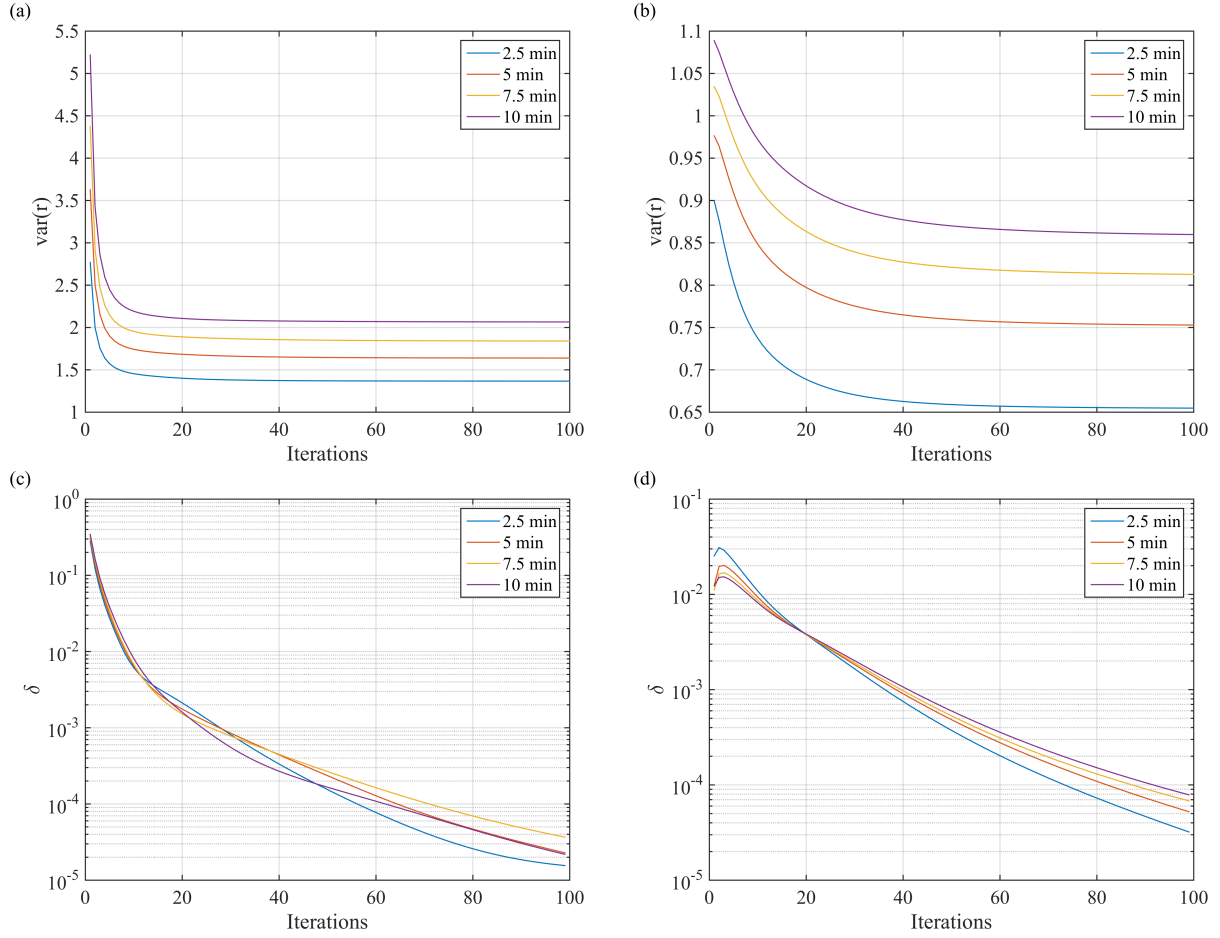 (a)
5.5
5
4.5
4
3.5
3
2.5
2
1.5
1
var(r)
0 20 40 60 80 100
Iterations
2.5 min
5 min
7.5 min
10 min
(b)
1.1
1.05
1
0.95
0.9
0.85
0.8
0.75
0.7
0.65
var(r)
0 20 40 60 80 100
Iterations
2.5 min
5 min
7.5 min
10 min
(c)
10^0
10^-1
10^-2
10^-3
10^-4
10^-5
δ
0 20 40 60 80 100
Iterations
2.5 min
5 min
7.5 min
10 min
(d)
10^-1
10^-2
10^-3
10^-4
10^-5
δ
0 20 40 60 80 100
Iterations
2.5 min
5 min
7.5 min
10 min